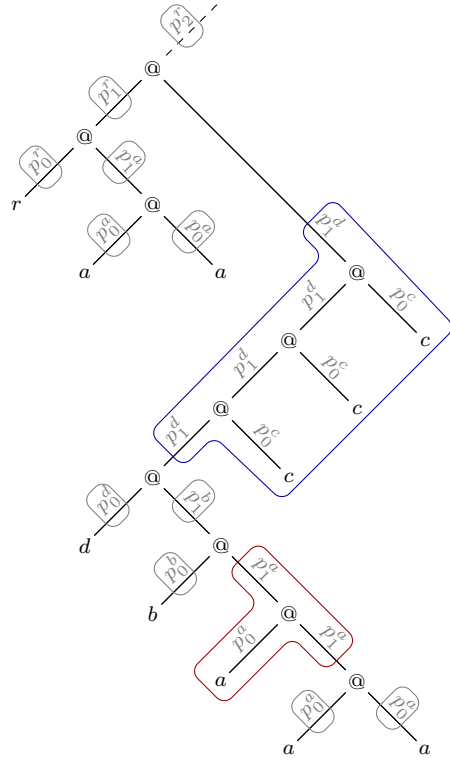 p_2^r
@
p_1^r
@
p_0^r p_1^a
r @
p_0^a p_0^a
p_1^d
a a @
p_1^d p_0^c
@ c
p_1^d p_0^c
@ c
p_1^d p_0^c
@ c
p_0^d p_1^b
d @
p_0^b p_1^a
b @
p_0^a p_1^a
a @
p_0^a p_0^a
a a